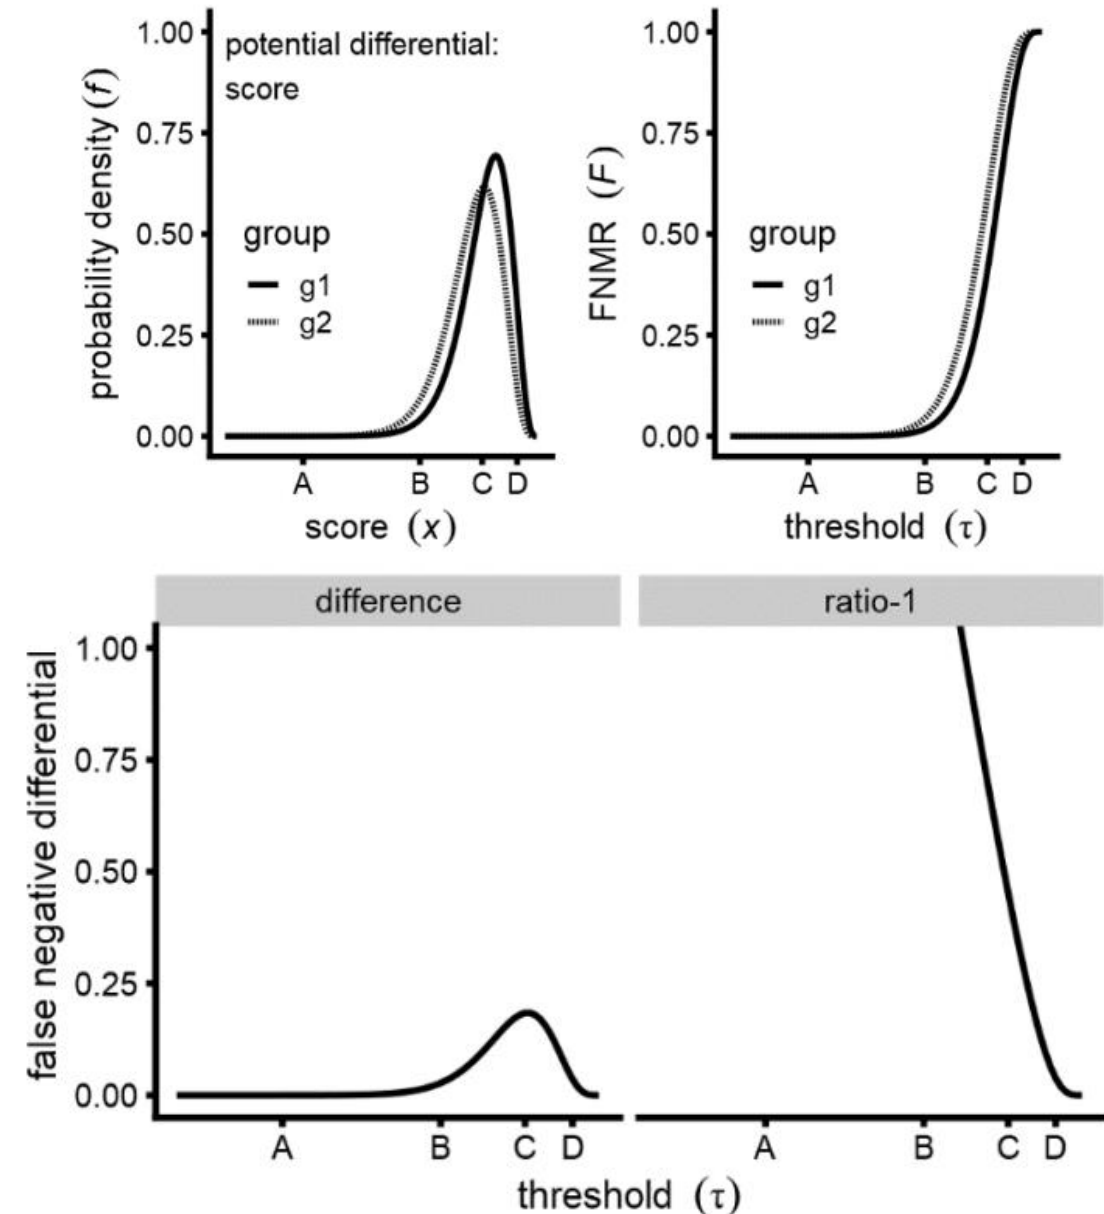 potential differential:
score
probability density (f)
1.00
0.75
0.50
0.25
0.00
group
g1
g2
A B C D
score (x)
FNMR (F)
1.00
0.75
0.50
0.25
0.00
group
g1
g2
A B C D
threshold (τ)
difference
ratio-1
false negative differential
1.00
0.75
0.50
0.25
0.00
A B C D
A B C D
threshold (τ)